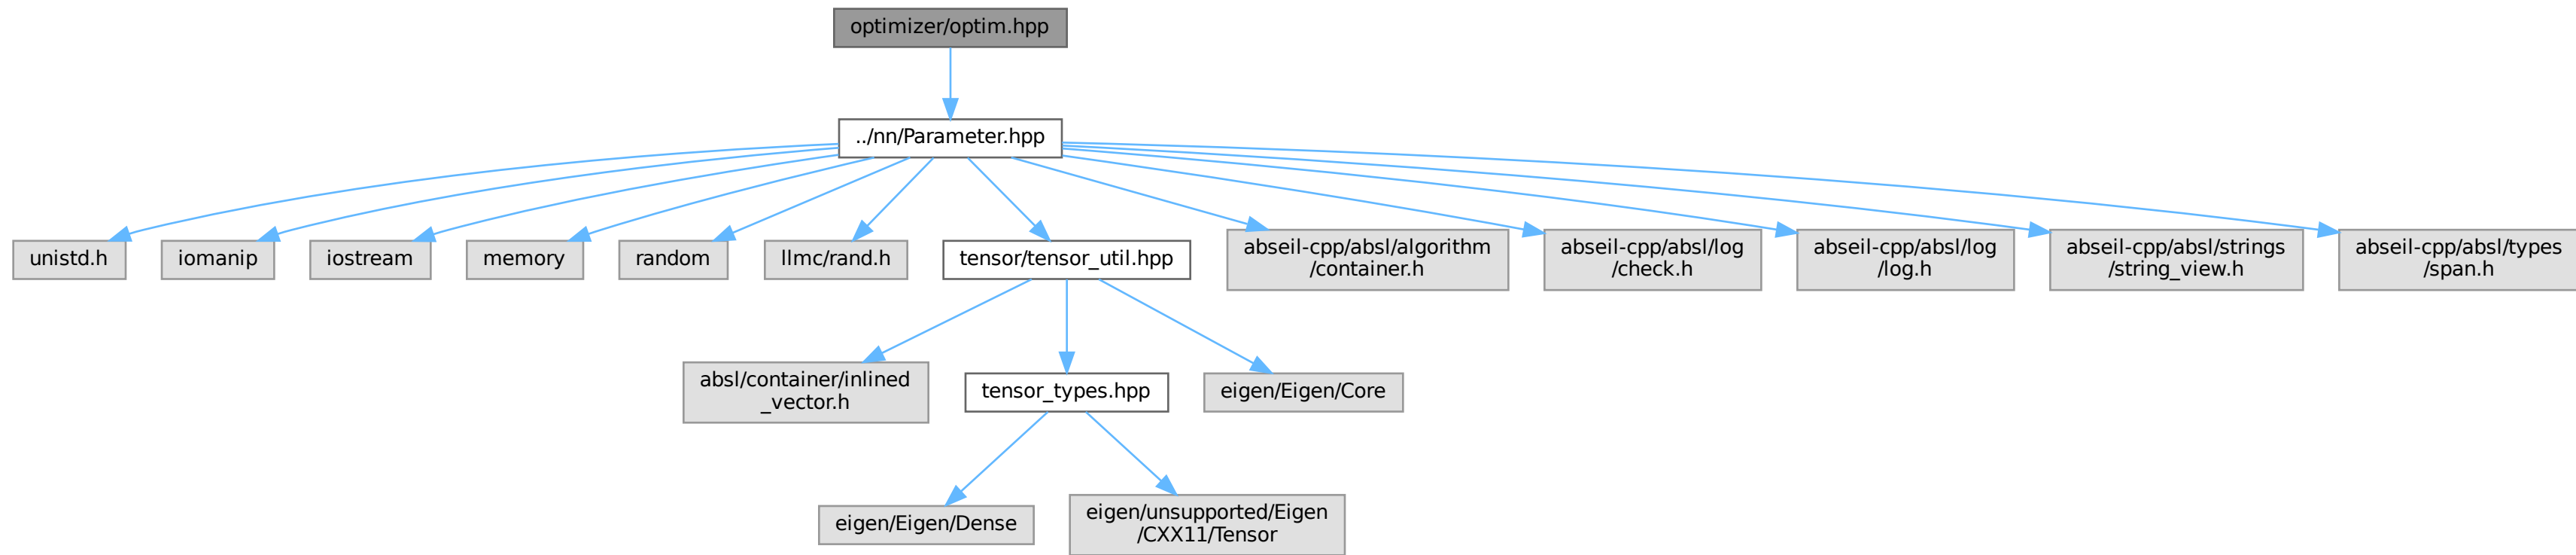 optimizer/optim.hpp
../nn/Parameter.hpp
unistd.h
iomanip
iostream
memory
random
llmc/rand.h
tensor/tensor_util.hpp
abseil-cpp/absl/algorithm
/container.h
abseil-cpp/absl/log
/check.h
abseil-cpp/absl/log
/log.h
abseil-cpp/absl/strings
/string_view.h
abseil-cpp/absl/types
/span.h
absl/container/inlined
_vector.h
tensor_types.hpp
eigen/Eigen/Core
eigen/Eigen/Dense
eigen/unsupported/Eigen
/CXX11/Tensor